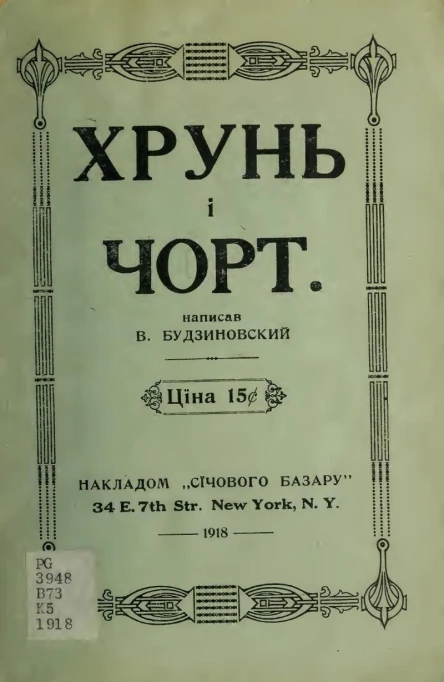 ХРУНЬ
і
ЧОРТ.
написав
В. БУДЗИНОВСКИЙ
Ціна 15¢
НАКЛАДОМ „СІЧОВОГО БАЗАРУ"
34 E. 7th Str. New York, N. Y.
1918
PG
3948
B73
K5
1918